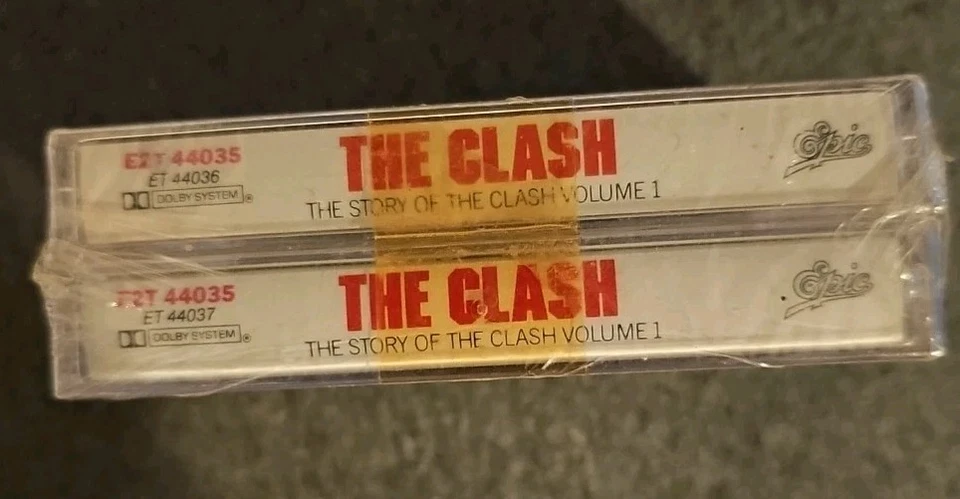 E2T 44035
ET 44036
DOLBY SYSTEM®
THE CLASH
THE STORY OF THE CLASH VOLUME 1
Epic
E2T 44035
ET 44037
DOLBY SYSTEM®
THE CLASH
THE STORY OF THE CLASH VOLUME 1
Epic